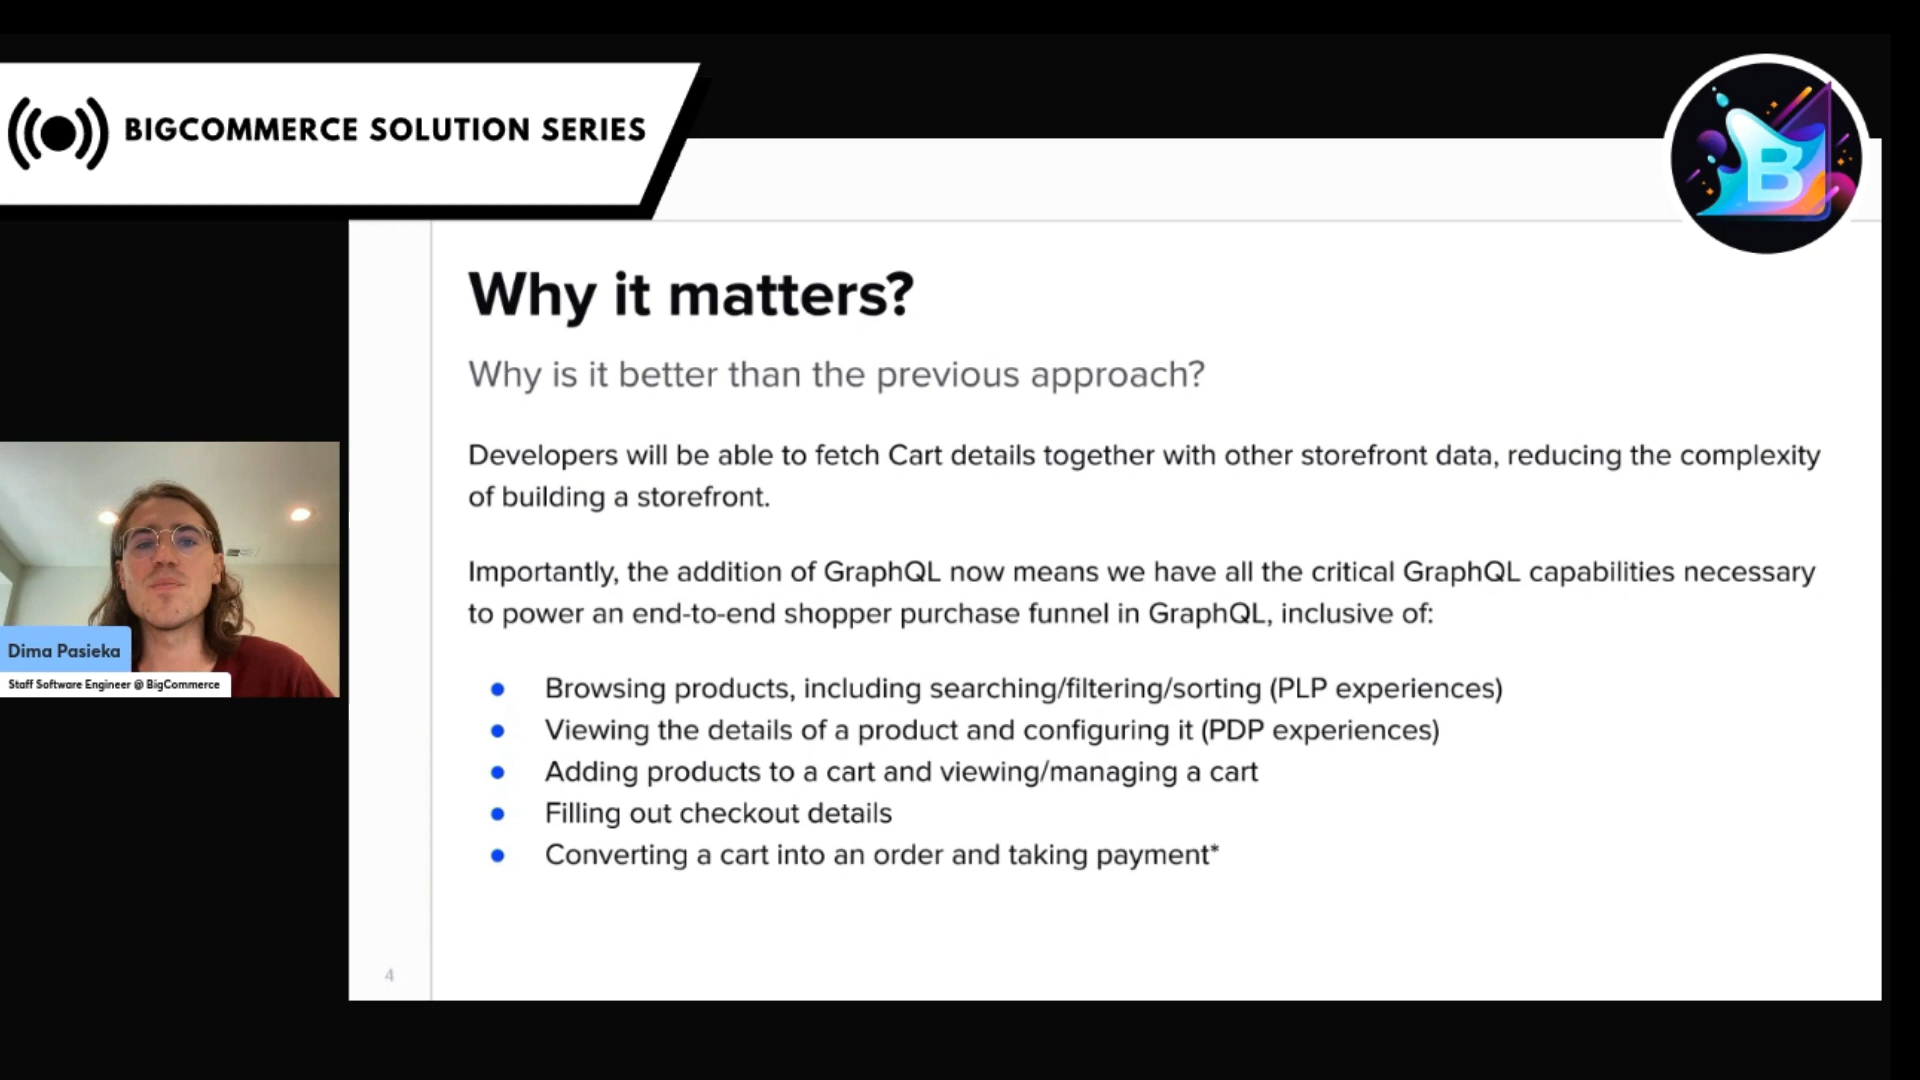 BIGCOMMERCE SOLUTION SERIES
B
Why it matters?
Why is it better than the previous approach?
Developers will be able to fetch Cart details together with other storefront data, reducing the complexity
of building a storefront.
Importantly, the addition of GraphQL now means we have all the critical GraphQL capabilities necessary
to power an end-to-end shopper purchase funnel in GraphQL, inclusive of:
● Browsing products, including searching/filtering/sorting (PLP experiences)
● Viewing the details of a product and configuring it (PDP experiences)
● Adding products to a cart and viewing/managing a cart
● Filling out checkout details
● Converting a cart into an order and taking payment*
Dima Pasieka
Staff Software Engineer @ BigCommerce
4